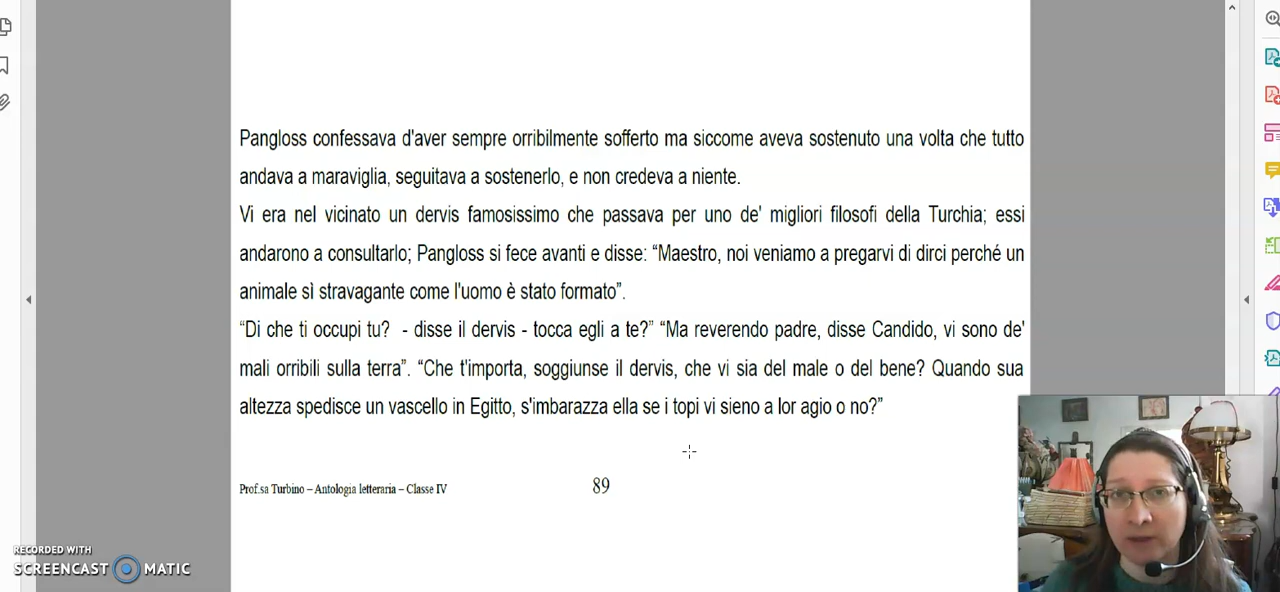 Pangloss confessava d'aver sempre orribilmente sofferto ma siccome aveva sostenuto una volta che tutto
andava a maraviglia, seguitava a sostenerlo, e non credeva a niente.
Vi era nel vicinato un dervis famosissimo che passava per uno de' migliori filosofi della Turchia; essi
andarono a consultarlo; Pangloss si fece avanti e disse: “Maestro, noi veniamo a pregarvi di dirci perché un
animale sì stravagante come l'uomo è stato formato”.
“Di che ti occupi tu?  - disse il dervis - tocca egli a te?” “Ma reverendo padre, disse Candido, vi sono de'
mali orribili sulla terra”. “Che t'importa, soggiunse il dervis, che vi sia del male o del bene? Quando sua
altezza spedisce un vascello in Egitto, s'imbarazza ella se i topi vi sieno a lor agio o no?”
Prof.sa Turbino – Antologia letteraria – Classe IV
89
RECORDED WITH
SCREENCAST MATIC